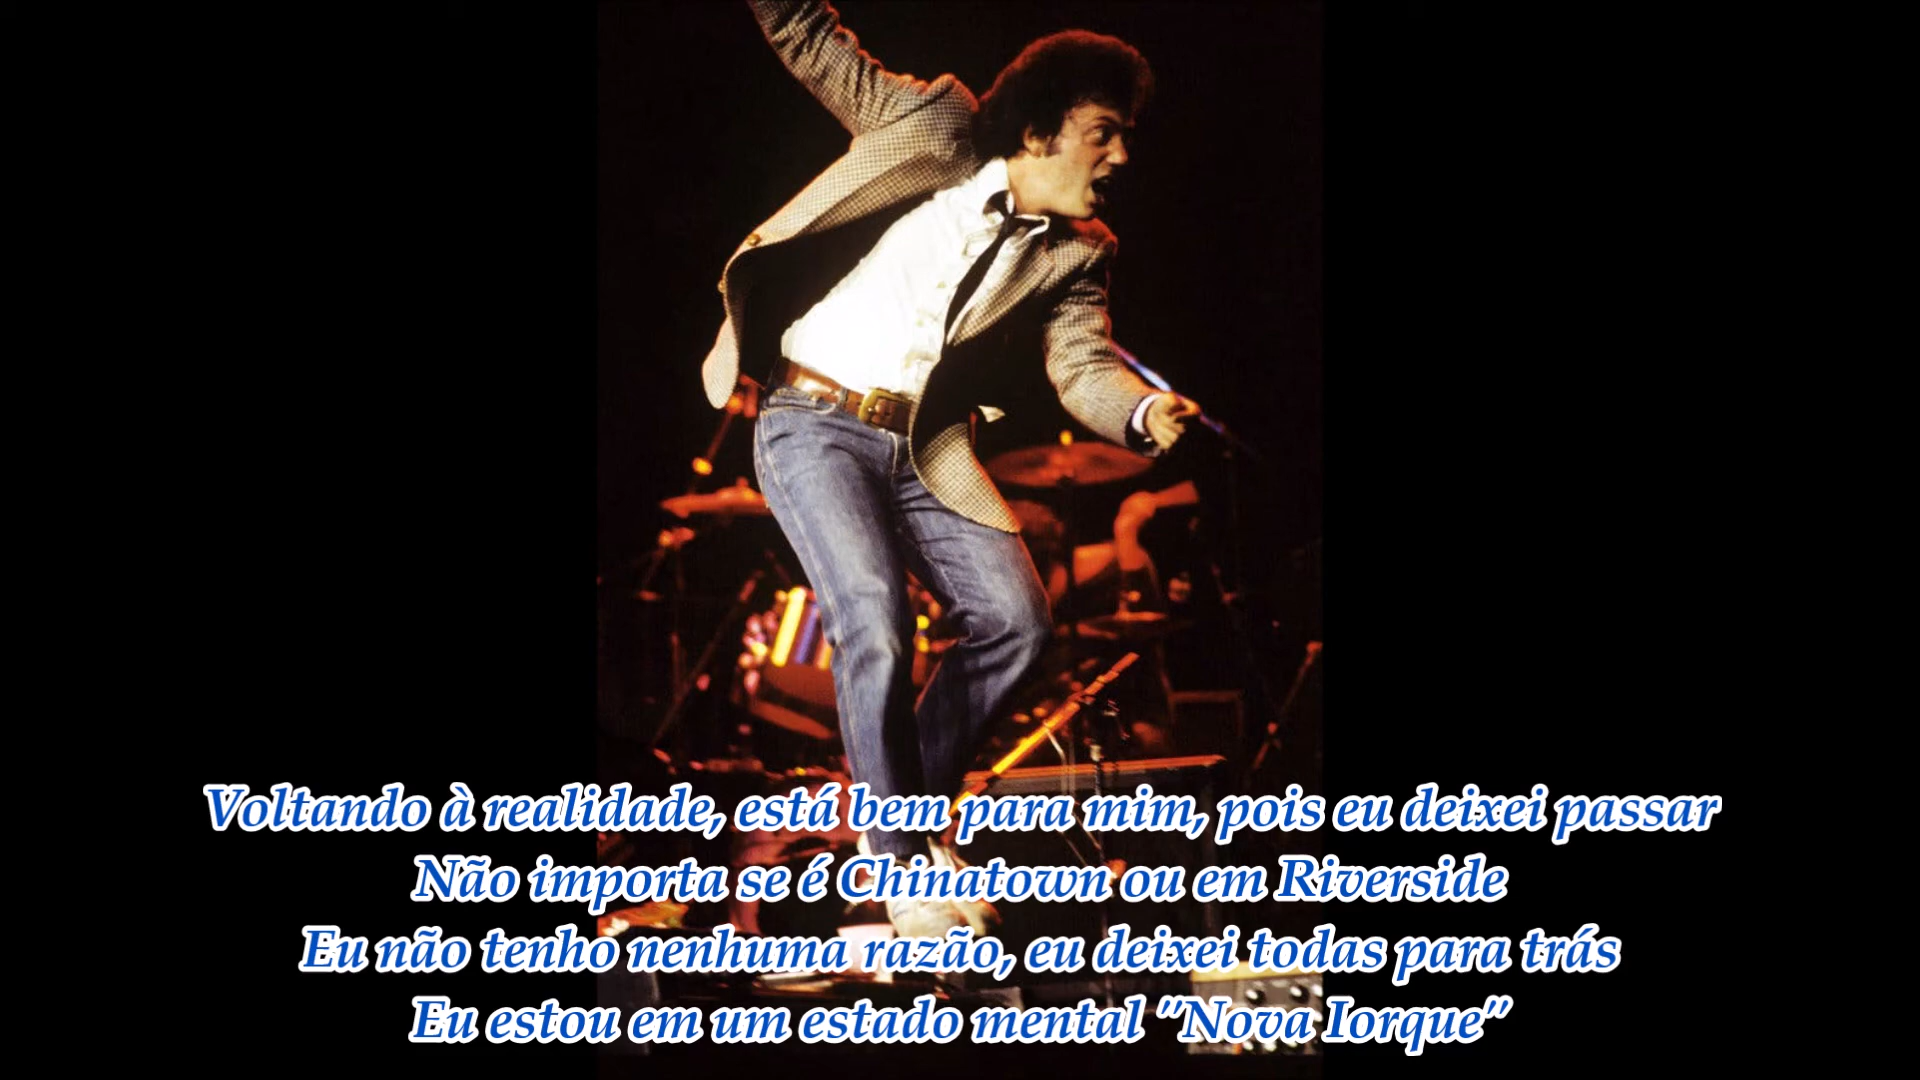 Voltando à realidade, está bem para mim, pois eu deixei passar
Não importa se é Chinatown ou em Riverside
Eu não tenho nenhuma razão, eu deixei todas para trás
Eu estou em um estado mental "Nova Iorque"